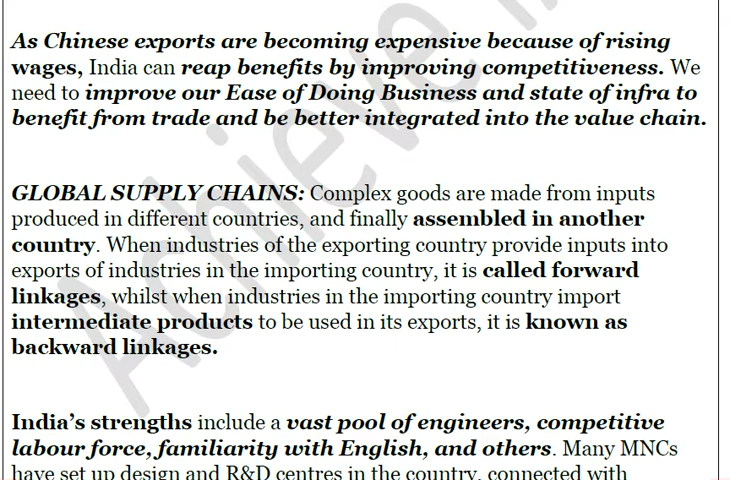 As Chinese exports are becoming expensive because of rising
wages, India can reap benefits by improving competitiveness. We
need to improve our Ease of Doing Business and state of infra to
benefit from trade and be better integrated into the value chain.
GLOBAL SUPPLY CHAINS: Complex goods are made from inputs
produced in different countries, and finally assembled in another
country. When industries of the exporting country provide inputs into
exports of industries in the importing country, it is called forward
linkages, whilst when industries in the importing country import
intermediate products to be used in its exports, it is known as
backward linkages.
India's strengths include a vast pool of engineers, competitive
labour force, familiarity with English, and others. Many MNCs
have set up design and R&D centres in the country, connected with
Achieve